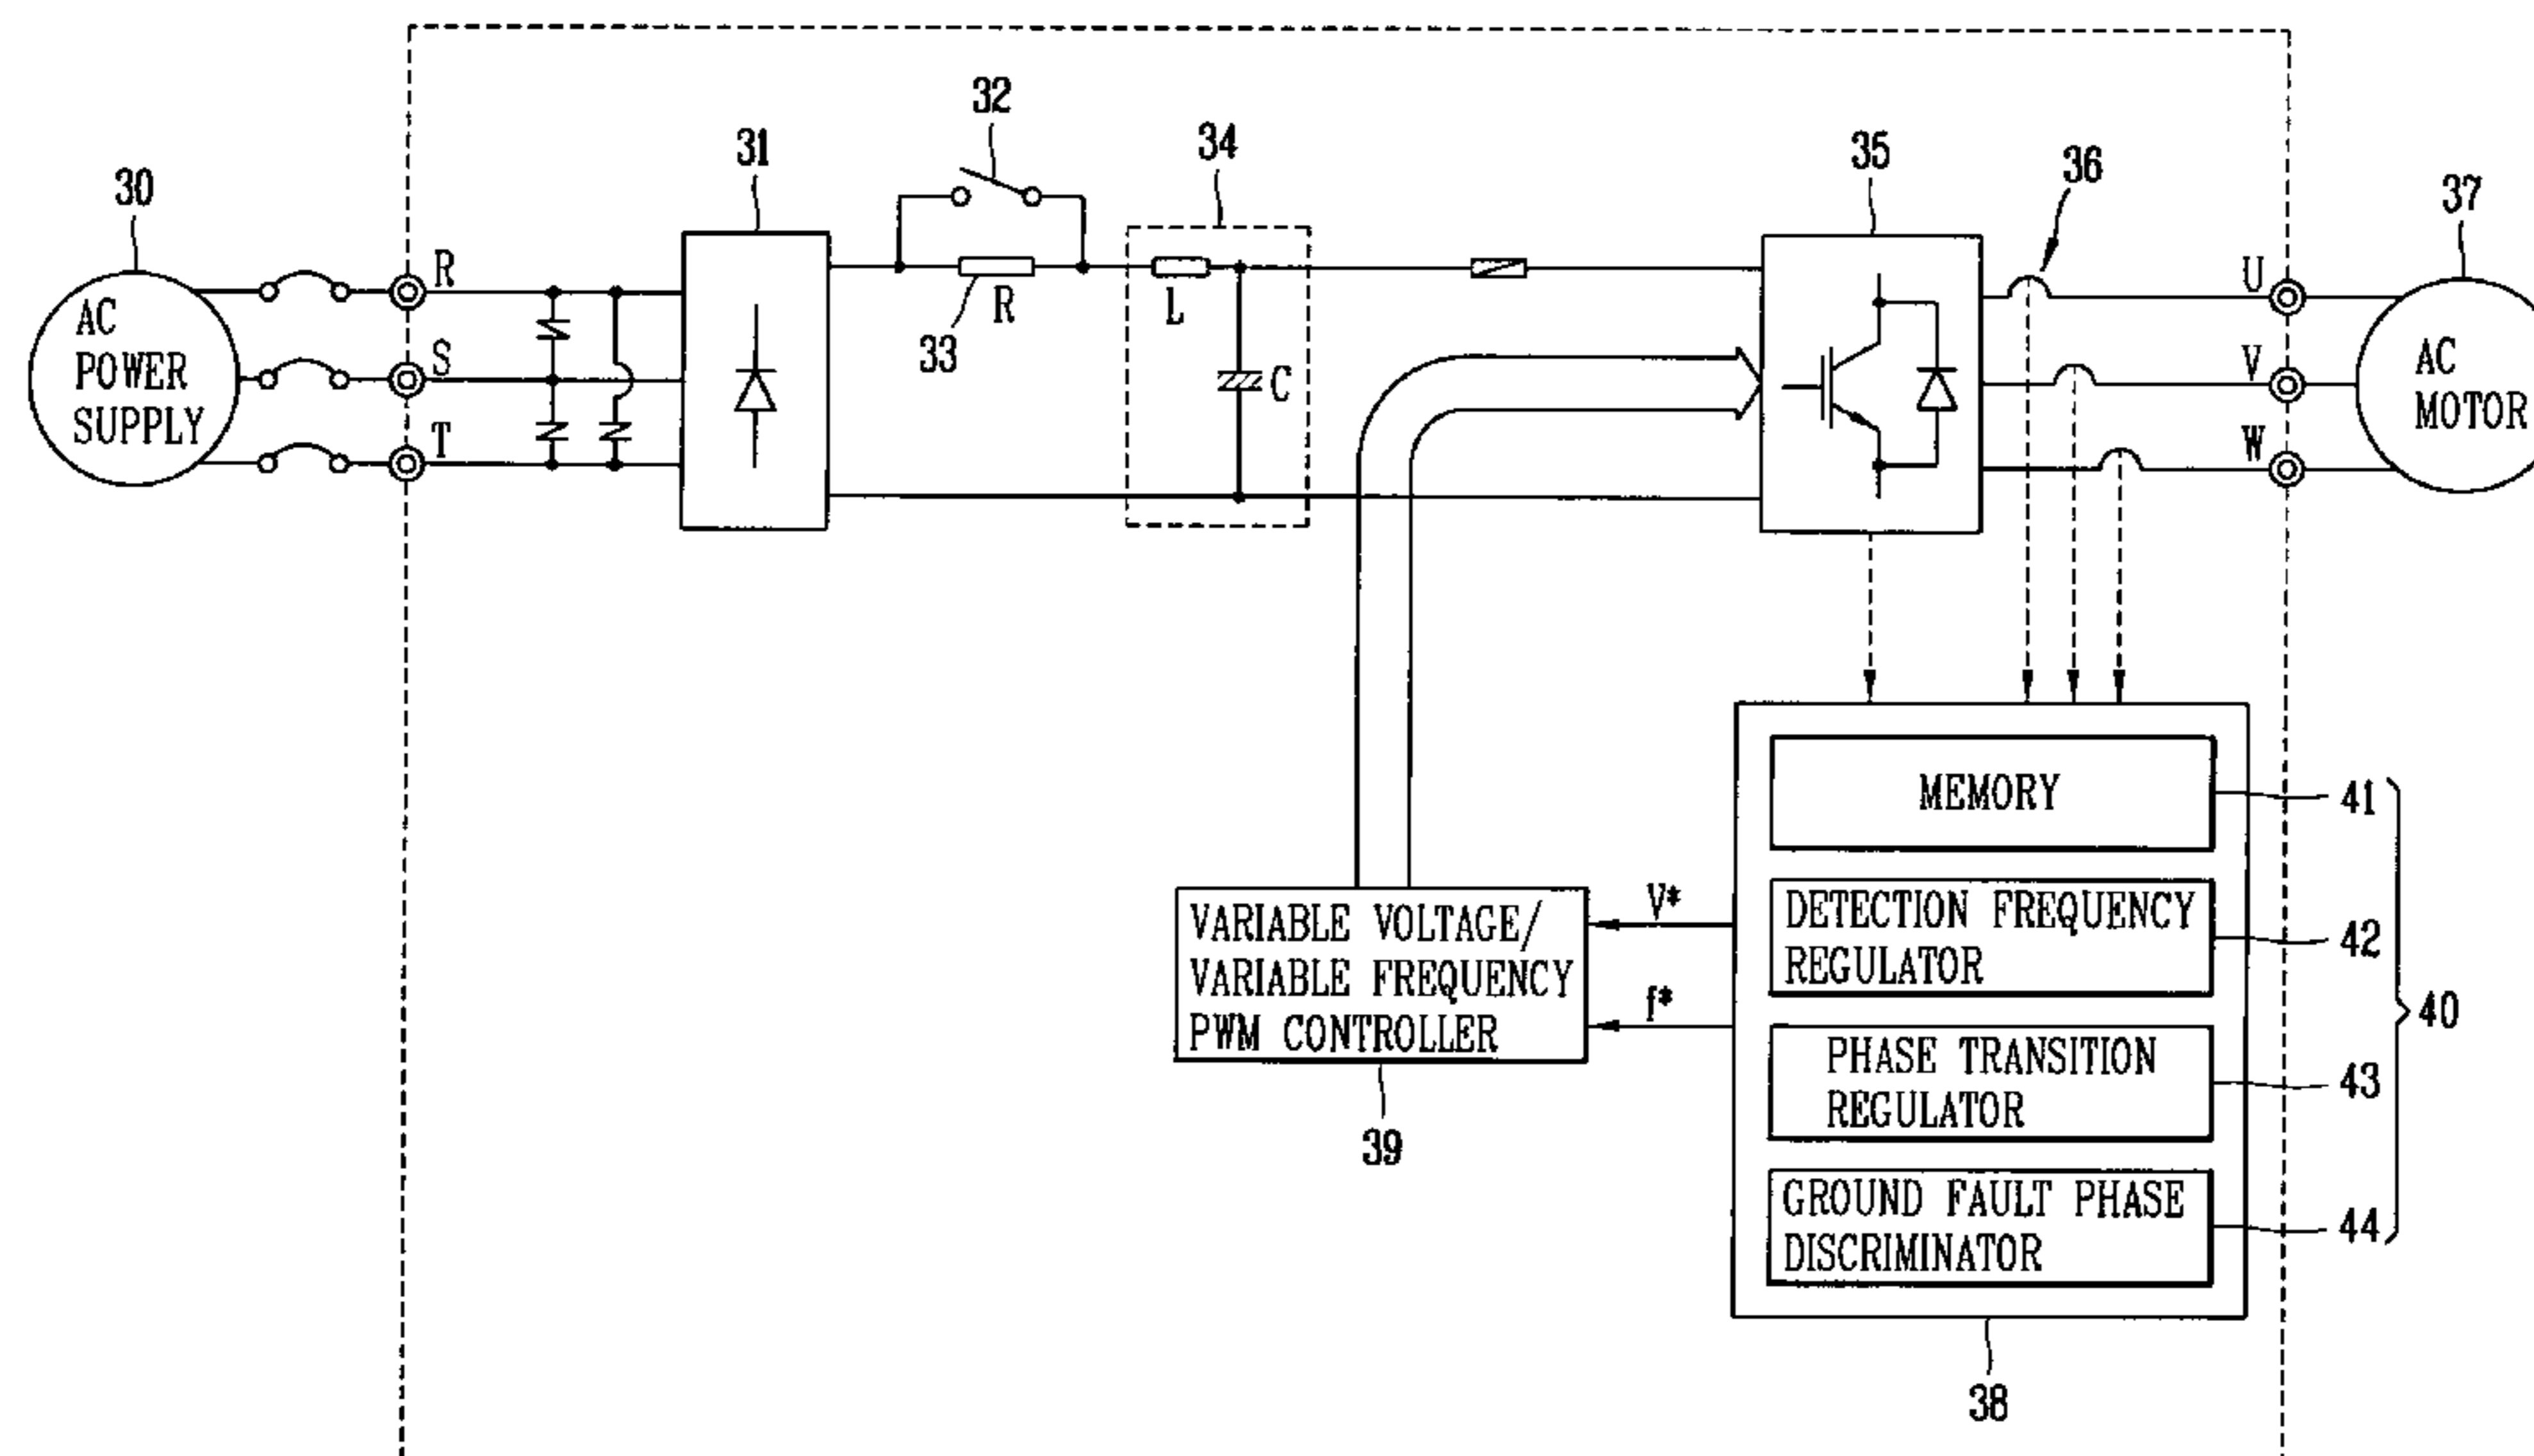 32
34
31
35
36
30
37
R
U
AC
POWER
SUPPLY
S
33
R
L
C
V
AC
MOTOR
T
W
MEMORY
41
VARIABLE VOLTAGE/
VARIABLE FREQUENCY
PWM CONTROLLER
V*
f*
DETECTION FREQUENCY
REGULATOR
42
40
PHASE TRANSITION
REGULATOR
43
39
GROUND FAULT PHASE
DISCRIMINATOR
44
38